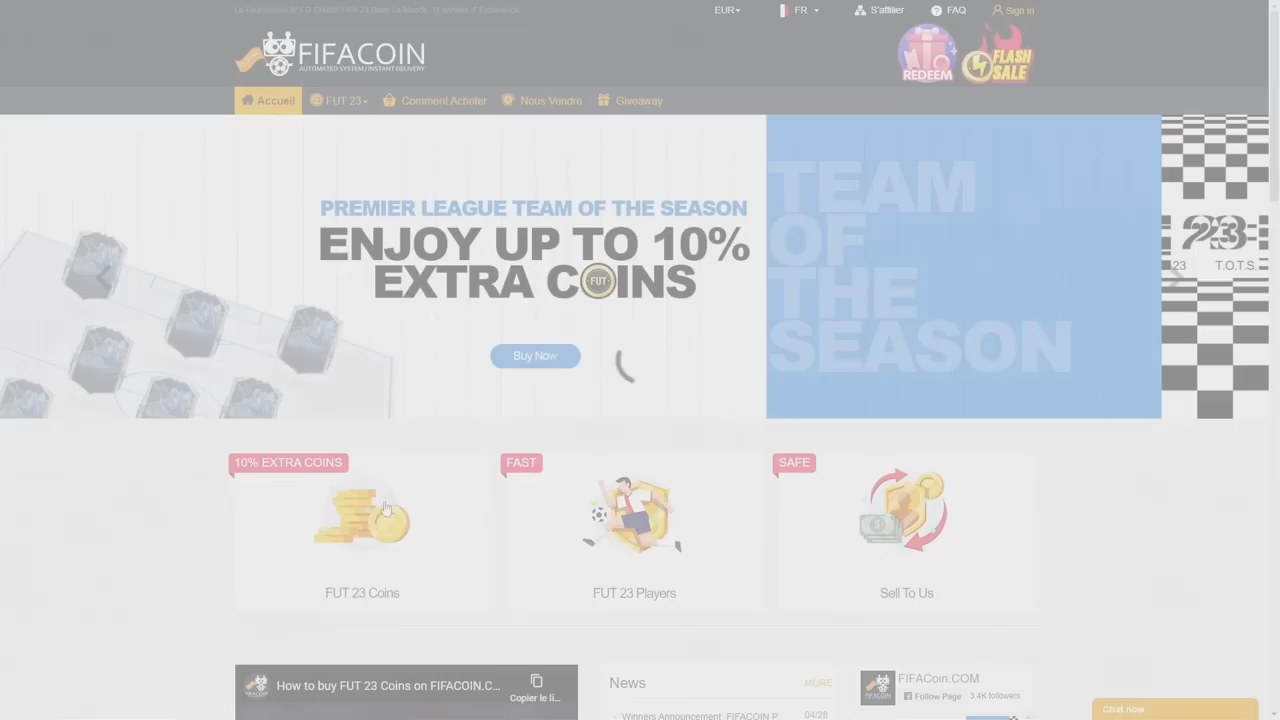 EUR
FR
S'affilier
FAQ
Sign in
FIFACOIN
AUTOMATED SYSTEM/INSTANT DELIVERY
REDEEM
FLASH
SALE
Accueil
FUT 23
Comment Acheter
Nous Vendre
Giveaway
PREMIER LEAGUE TEAM OF THE SEASON
ENJOY UP TO 10%
EXTRA COINS
FUT
Buy Now
TEAM
OF
THE
SEASON
23
23
T.O.T.S.
10% EXTRA COINS
FAST
SAFE
FUT 23 Coins
FUT 23 Players
Sell To Us
How to buy FUT 23 Coins on FIFACOIN.C...
Copier le li...
News
MORE
Winners Announcement: FIFACOIN P
04/28
FIFACoin.COM
Follow Page
3.4K followers
Chat now